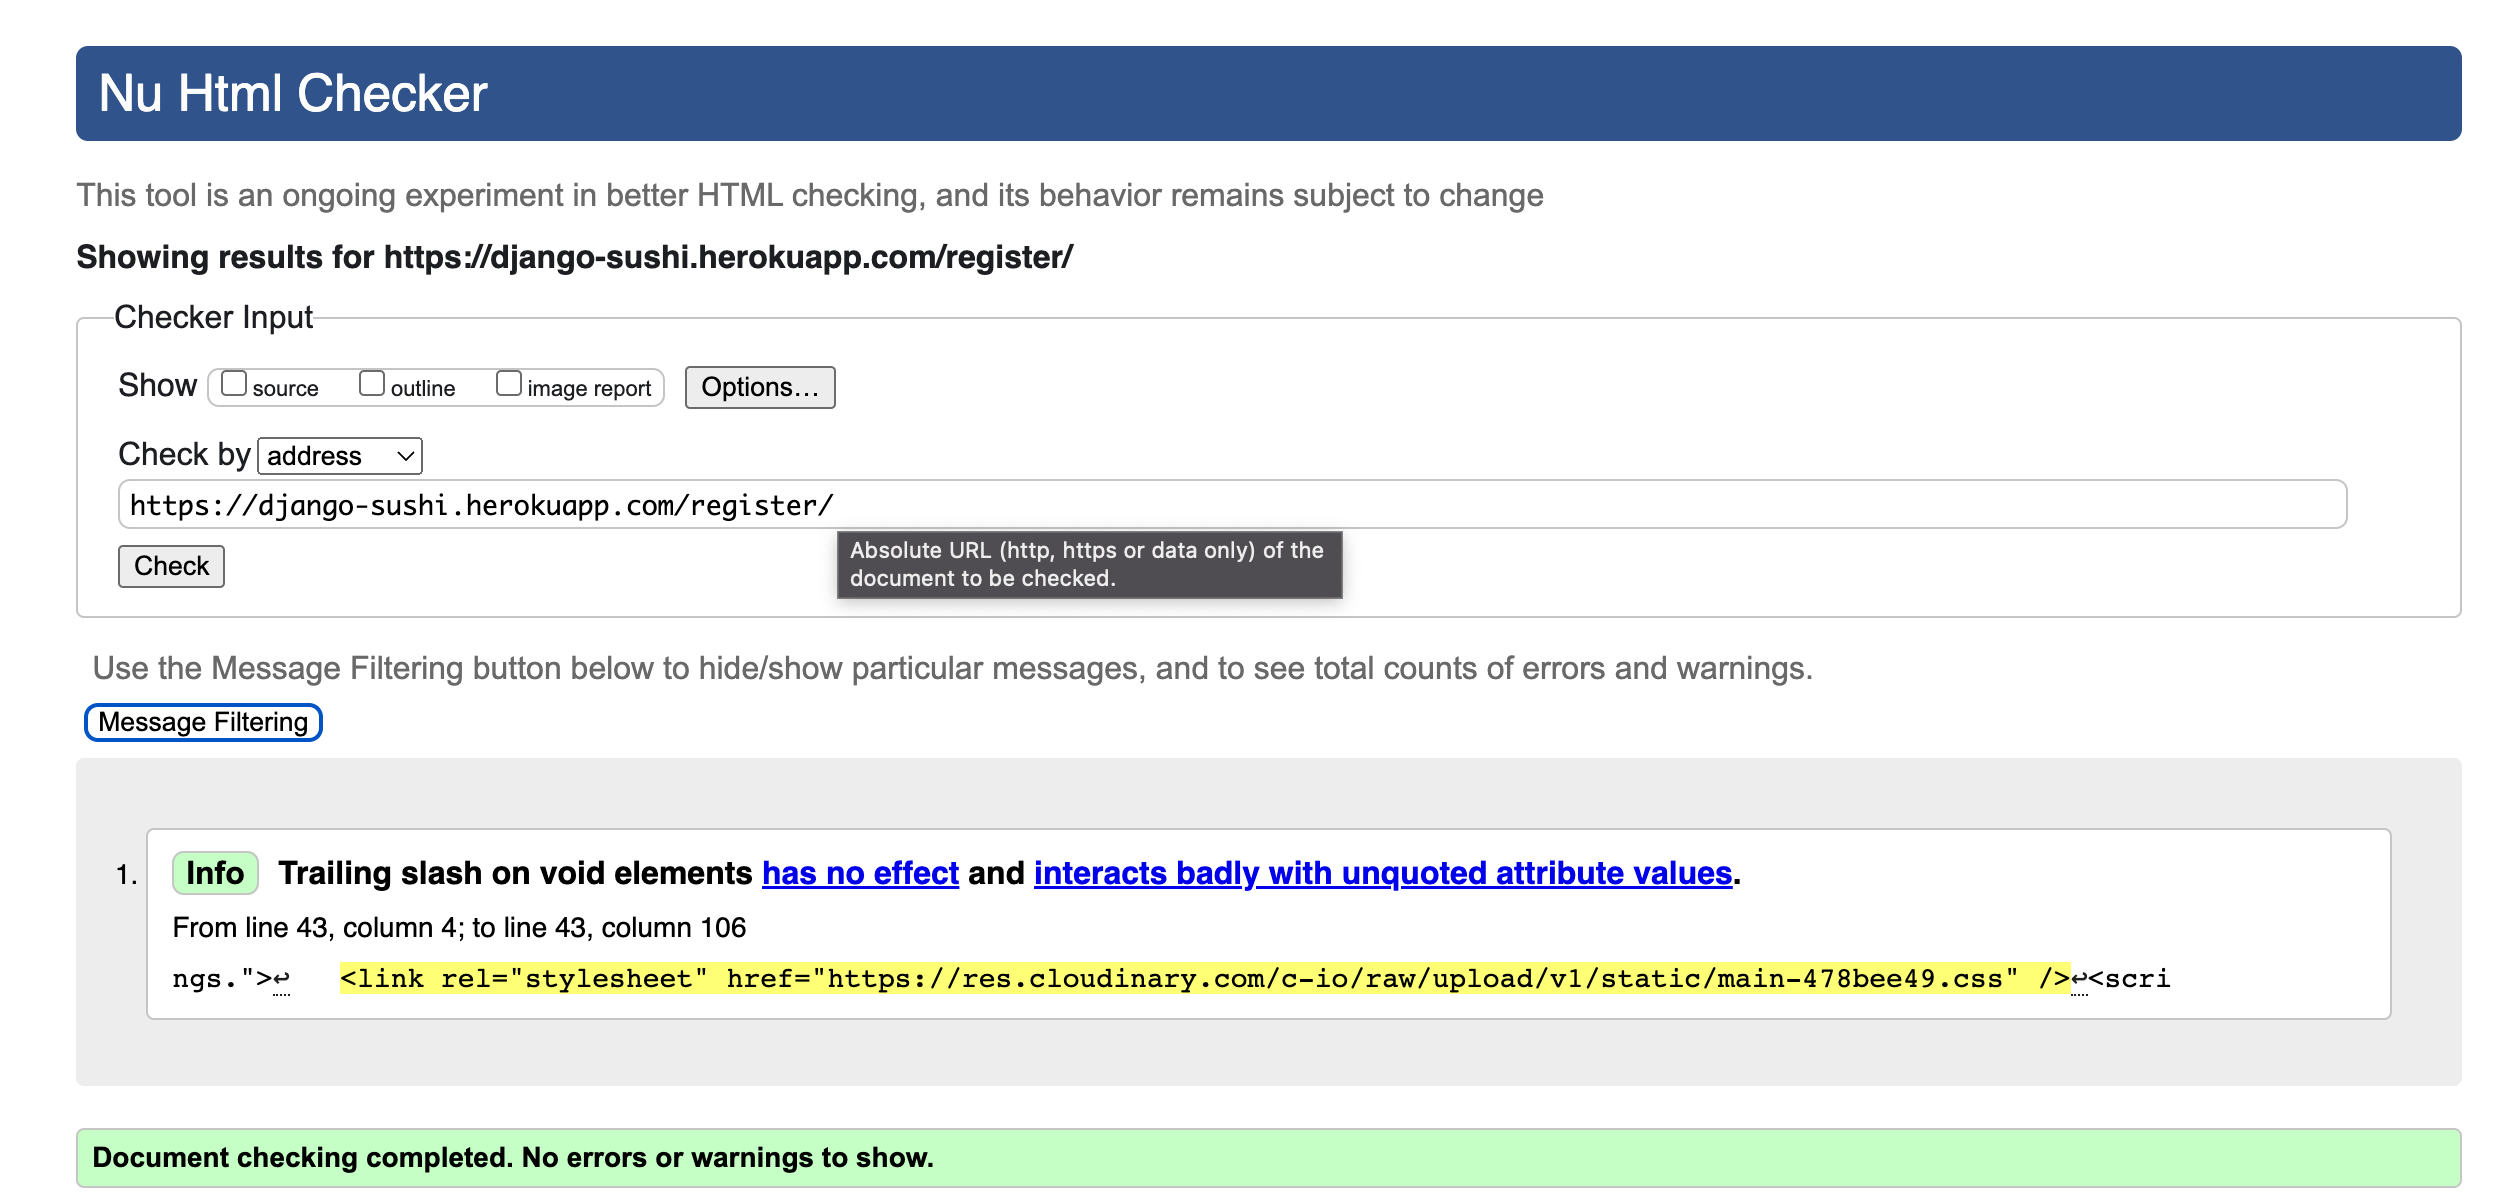 Nu Html Checker
This tool is an ongoing experiment in better HTML checking, and its behavior remains subject to change
Showing results for https://django-sushi.herokuapp.com/register/
Checker Input
Show source outline image report Options...
Check by address
https://django-sushi.herokuapp.com/register/
Absolute URL (http, https or data only) of the
document to be checked.
Check
Use the Message Filtering button below to hide/show particular messages, and to see total counts of errors and warnings.
Message Filtering
1. Info Trailing slash on void elements has no effect and interacts badly with unquoted attribute values.
From line 43, column 4; to line 43, column 106
ngs.">↩ <link rel="stylesheet" href="https://res.cloudinary.com/c-io/raw/upload/v1/static/main-478bee49.css" />↩<scri
Document checking completed. No errors or warnings to show.